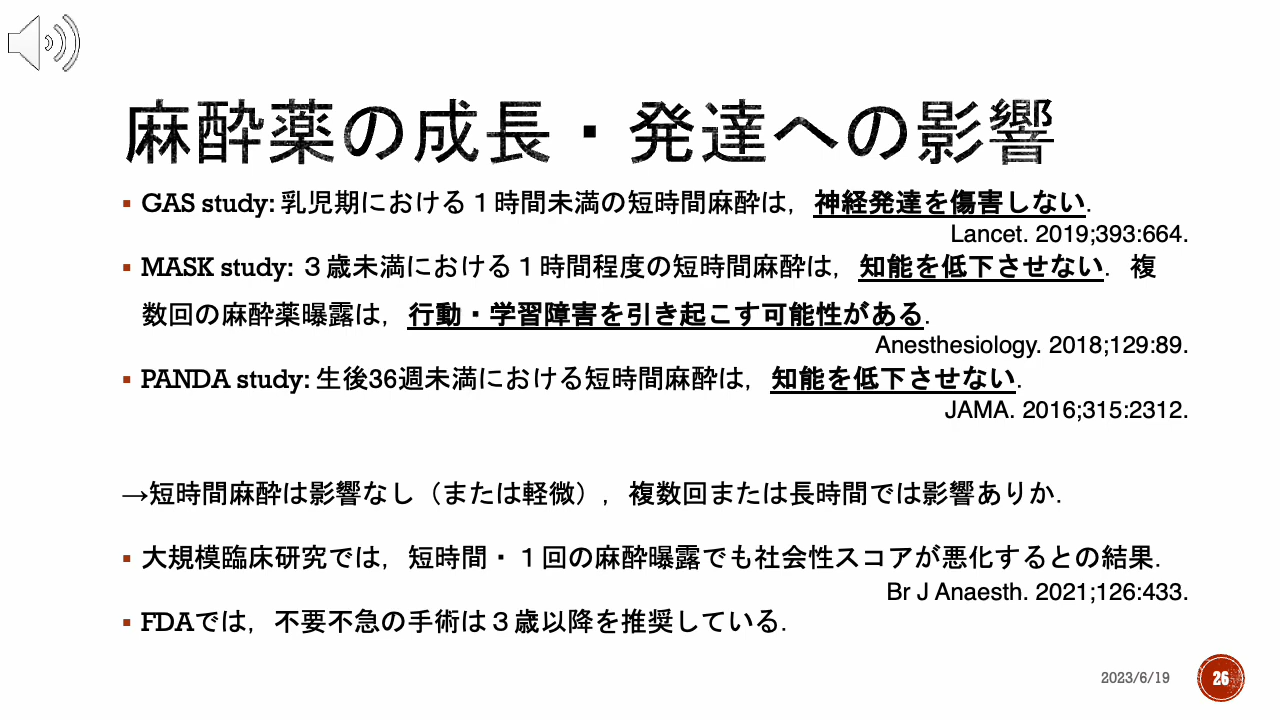 麻酔薬の成長・発達への影響
▪ GAS study: 乳児期における１時間未満の短時間麻酔は，神経発達を傷害しない．
Lancet. 2019;393:664.
▪ MASK study: ３歳未満における１時間程度の短時間麻酔は，知能を低下させない．複
数回の麻酔薬曝露は，行動・学習障害を引き起こす可能性がある．
Anesthesiology. 2018;129:89.
▪ PANDA study: 生後36週未満における短時間麻酔は，知能を低下させない．
JAMA. 2016;315:2312.
→短時間麻酔は影響なし（または軽微），複数回または長時間では影響ありか．
▪ 大規模臨床研究では，短時間・１回の麻酔曝露でも社会性スコアが悪化するとの結果．
Br J Anaesth. 2021;126:433.
▪ FDAでは，不要不急の手術は３歳以降を推奨している．
2023/6/19
26